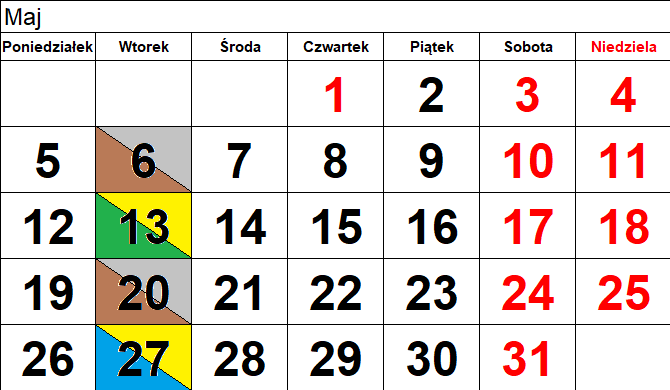 Maj
Poniedziałek Wtorek Środa Czwartek Piątek Sobota Niedziela
1 2 3 4
5 6 7 8 9 10 11
12 13 14 15 16 17 18
19 20 21 22 23 24 25
26 27 28 29 30 31